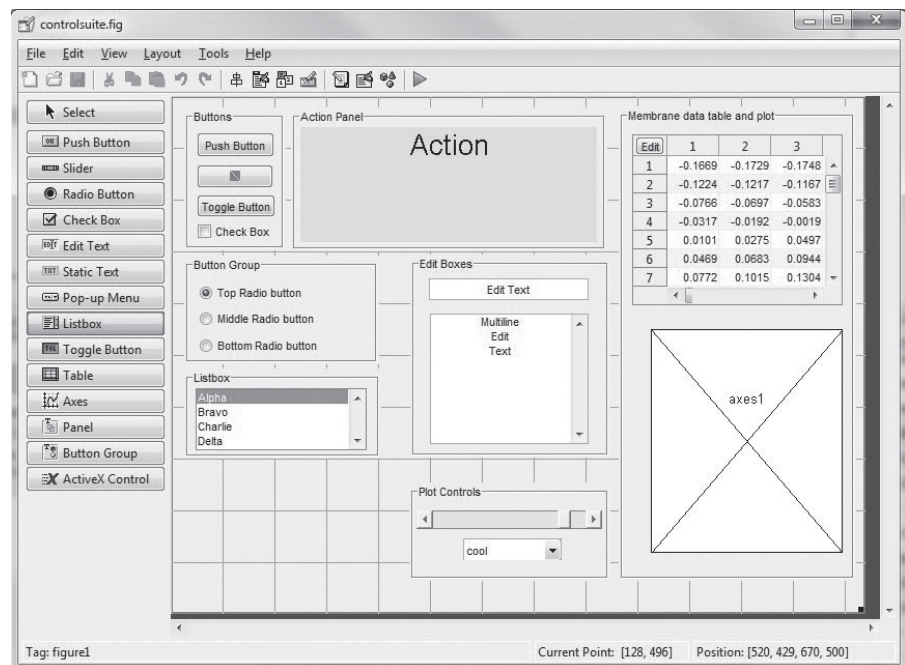 controlsuite.fig
File Edit View Layout Tools Help
Select
OK Push Button
Slider
Radio Button
Check Box
EDIT Edit Text
TXT Static Text
Pop-up Menu
Listbox
TGL Toggle Button
Table
Axes
Panel
Button Group
ActiveX Control
Buttons
Push Button
Toggle Button
Check Box
Action Panel
Action
Button Group
Top Radio button
Middle Radio button
Bottom Radio button
Listbox
Alpha
Bravo
Charlie
Delta
Edit Boxes
Edit Text
Multiline
Edit
Text
Plot Controls
cool
Membrane data table and plot
Edit 1 2 3
1 -0.1669 -0.1729 -0.1748
2 -0.1224 -0.1217 -0.1167
3 -0.0766 -0.0697 -0.0583
4 -0.0317 -0.0192 -0.0019
5 0.0101 0.0275 0.0497
6 0.0469 0.0683 0.0944
7 0.0772 0.1015 0.1304
axes1
Tag: figure1 Current Point: [128, 496] Position: [520, 429, 670, 500]